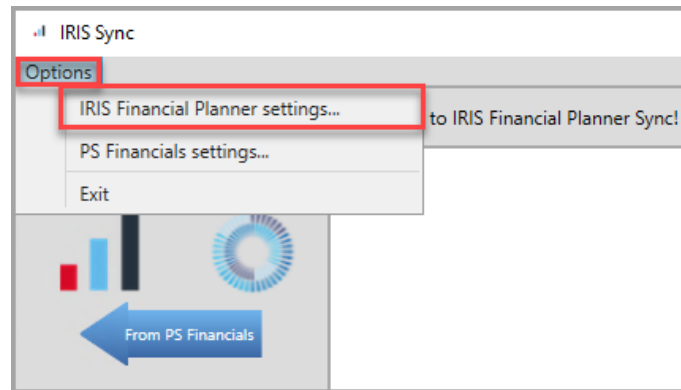 IRIS Sync
Options
IRIS Financial Planner settings...
to IRIS Financial Planner Sync!
PS Financials settings...
Exit
From PS Financials